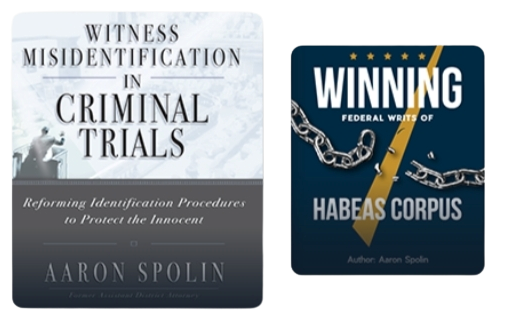 WITNESS
MISIDENTIFICATION
IN
CRIMINAL
TRIALS
Reforming Identification Procedures
to Protect the Innocent
AARON SPOLIN
Former Assistant District Attorney
WINNING
FEDERAL WRITS OF
HABEAS CORPUS
Author: Aaron Spolin